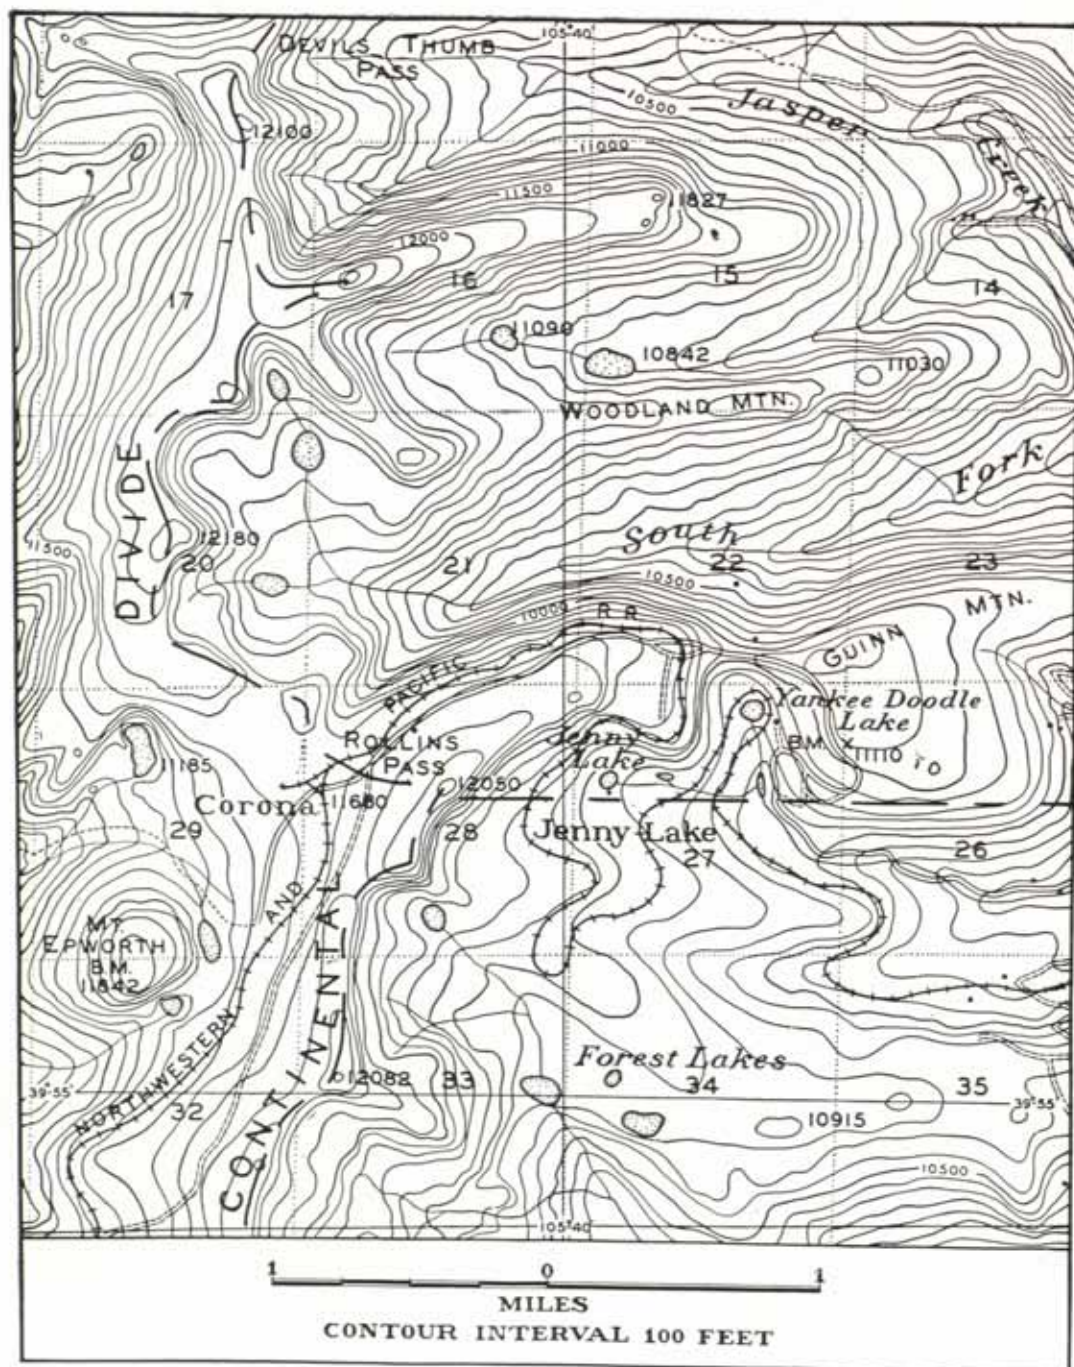 105°40'
DEVILS THUMB
PASS
10500
Jasper
Creek
12100
11000
11500
11827
12000
17
16
15
14
11090
10842
11030
WOODLAND MTN.
DIVIDE
Fork
11500
12180
20
South
21
22
23
10500
10000
R.R.
MTN.
GUINN
PACIFIC
Yankee Doodle
Lake
ROLLINS
PASS
Jenny
Lake
B.M.
11110 TO
11185
Corona
11680
12050
29
28
Jenny Lake
27
26
AND
MT.
EPWORTH
B.M.
11842
NORTHWESTERN
CONTINENTAL
Forest Lakes
12082
33
34
35
39°55'
39°55'
32
10915
10500
105°40'
1 0 1
MILES
CONTOUR INTERVAL 100 FEET